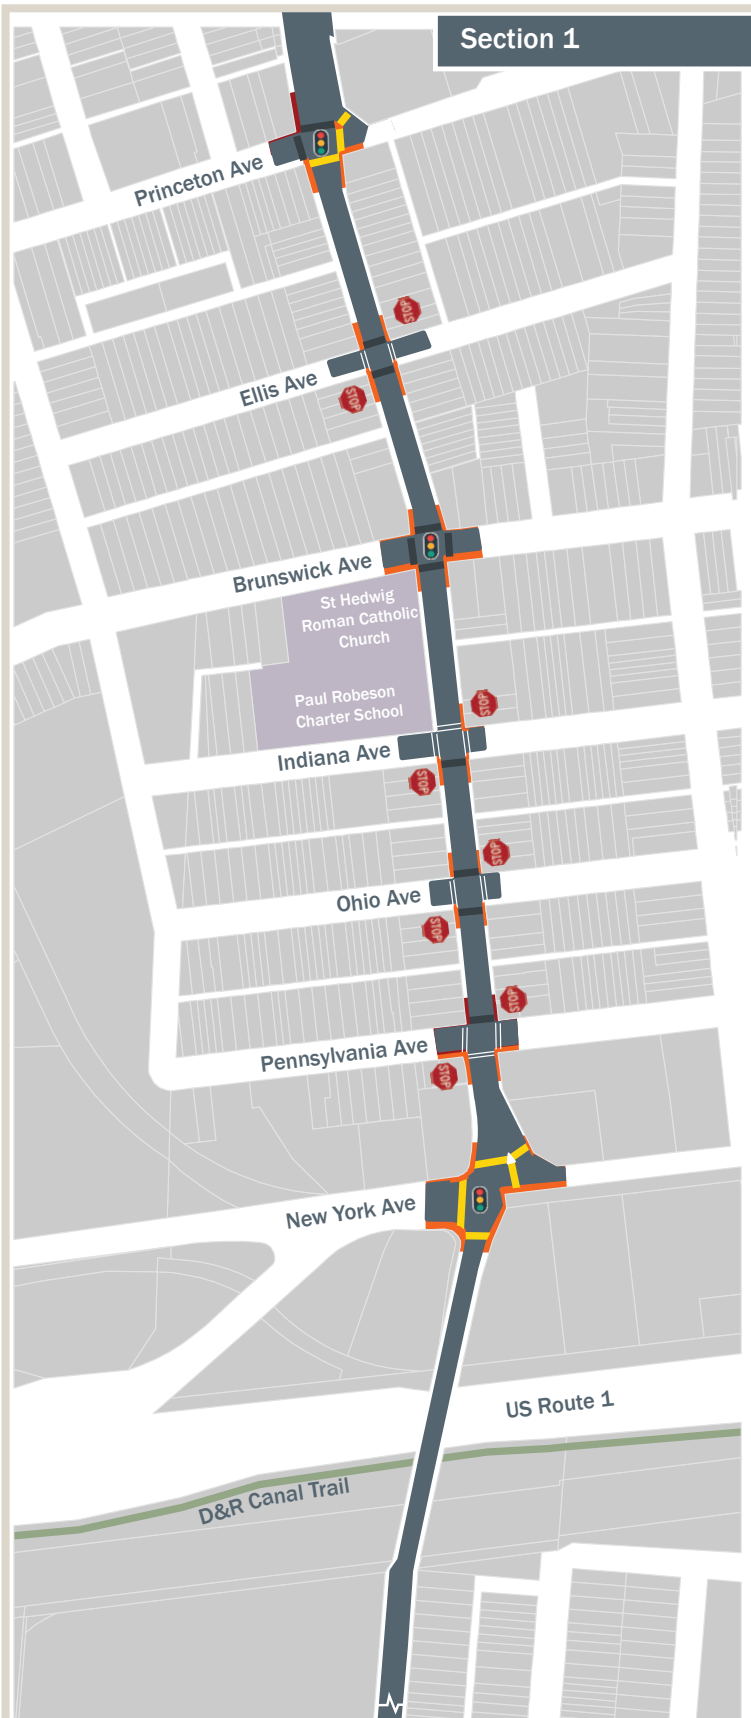 Section 1
Princeton Ave
STOP
Ellis Ave
STOP
Brunswick Ave
St Hedwig
Roman Catholic
Church
Paul Robeson
Charter School
STOP
Indiana Ave
STOP
STOP
Ohio Ave
STOP
STOP
Pennsylvania Ave
STOP
New York Ave
US Route 1
D&R Canal Trail